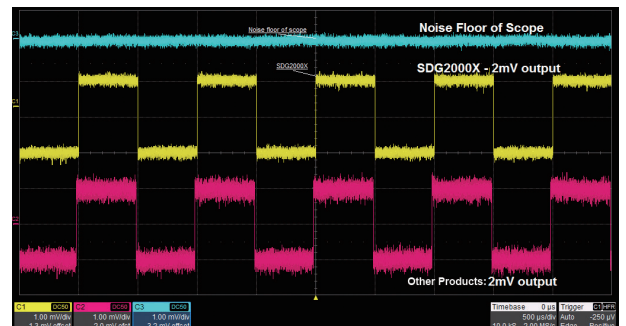 Noise Floor of Scope
Noise floor of scope
C3
SDG2000X - 2mV output
SDG2000X
C1
Other Products: 2mV output
C1 DC50 C2 DC50 C3 DC50 Timebase 0 µs Trigger C1 HFR
1.00 mV/div 1.00 mV/div 1.00 mV/div 500 µs/div Auto -250 µV